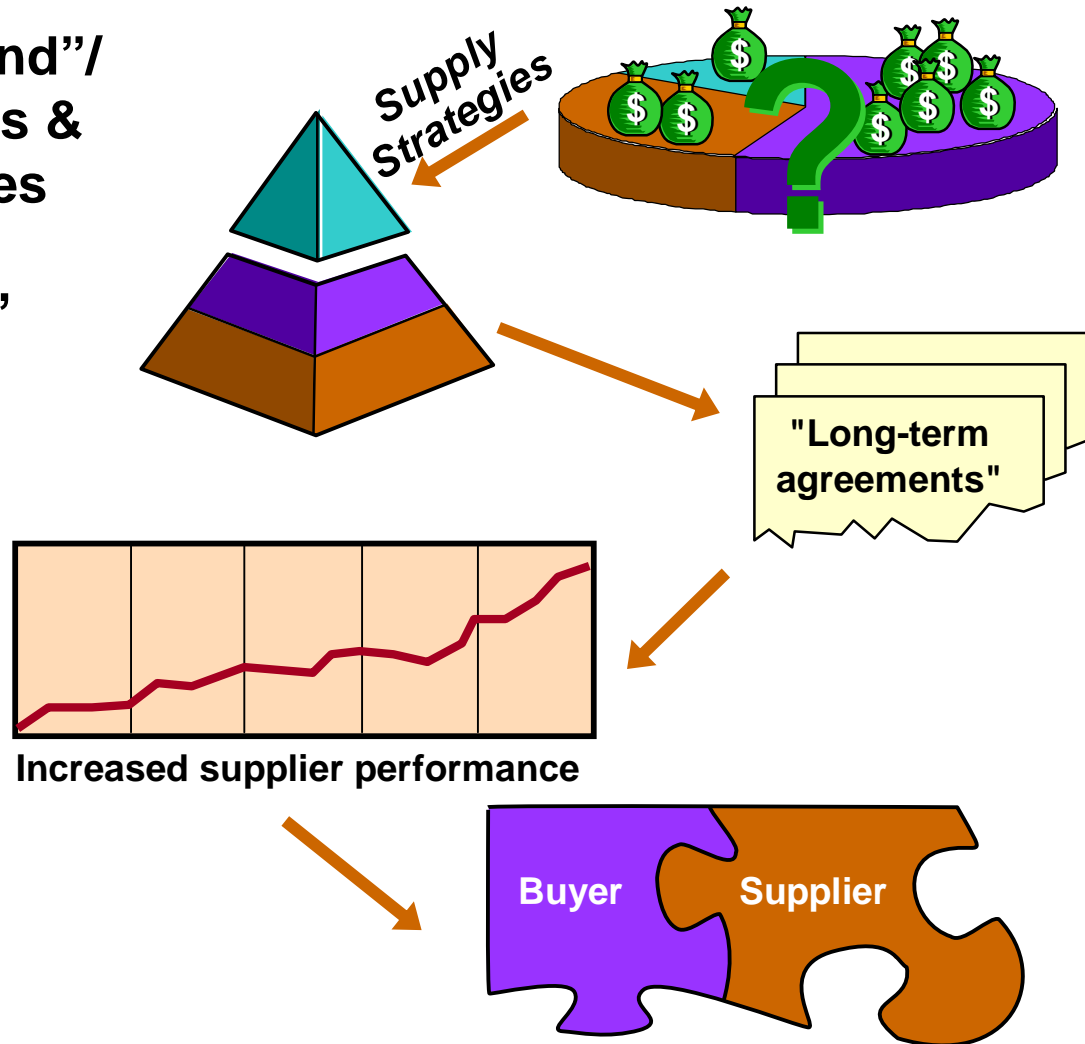 nd”/
s &
es
,
Supply
Strategies
$ $ $ $ $ $ $ $
?
"Long-term
agreements"
Increased supplier performance
Buyer Supplier